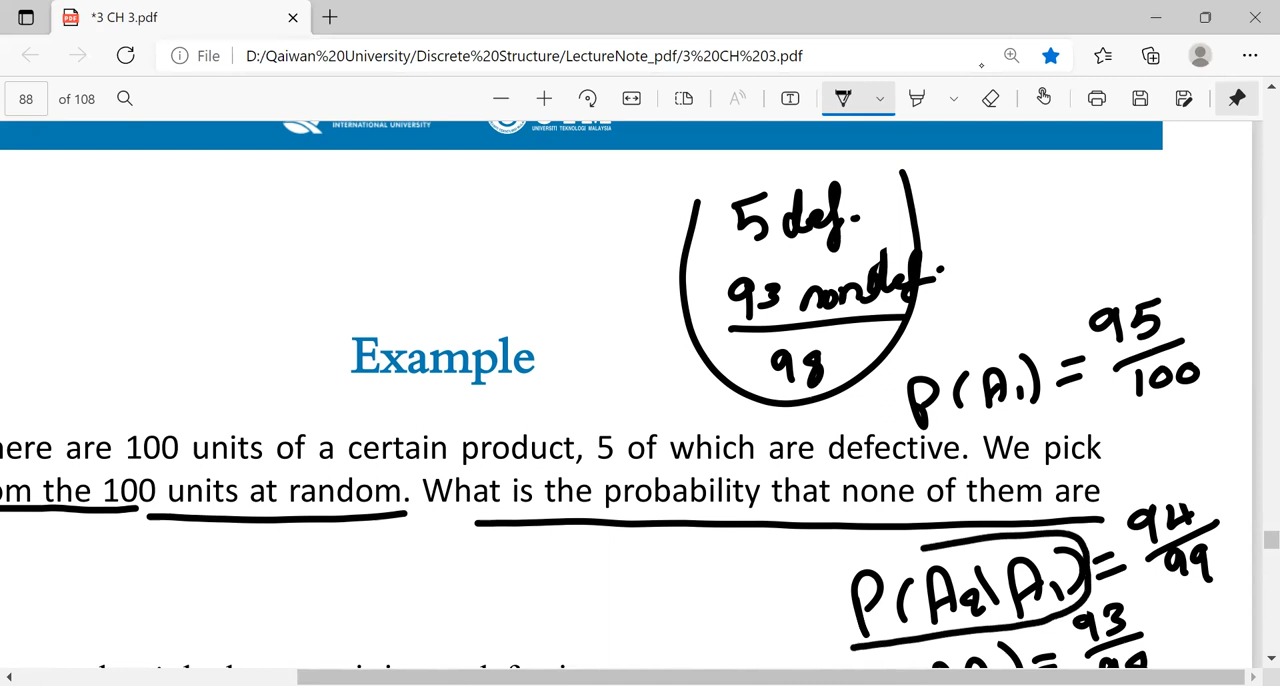 *3 CH 3.pdf
File D:/Qaiwan%20University/Discrete%20Structure/LectureNote_pdf/3%20CH%203.pdf
88 of 108
INTERNATIONAL UNIVERSITY
UNIVERSITI TEKNOLOGI MALAYSIA
5 def.
93 nondef.
98
Example
P(A1) = 95/100
here are 100 units of a certain product, 5 of which are defective. We pick
om the 100 units at random. What is the probability that none of them are
P(A2|A1) = 94/99
) = 93/98